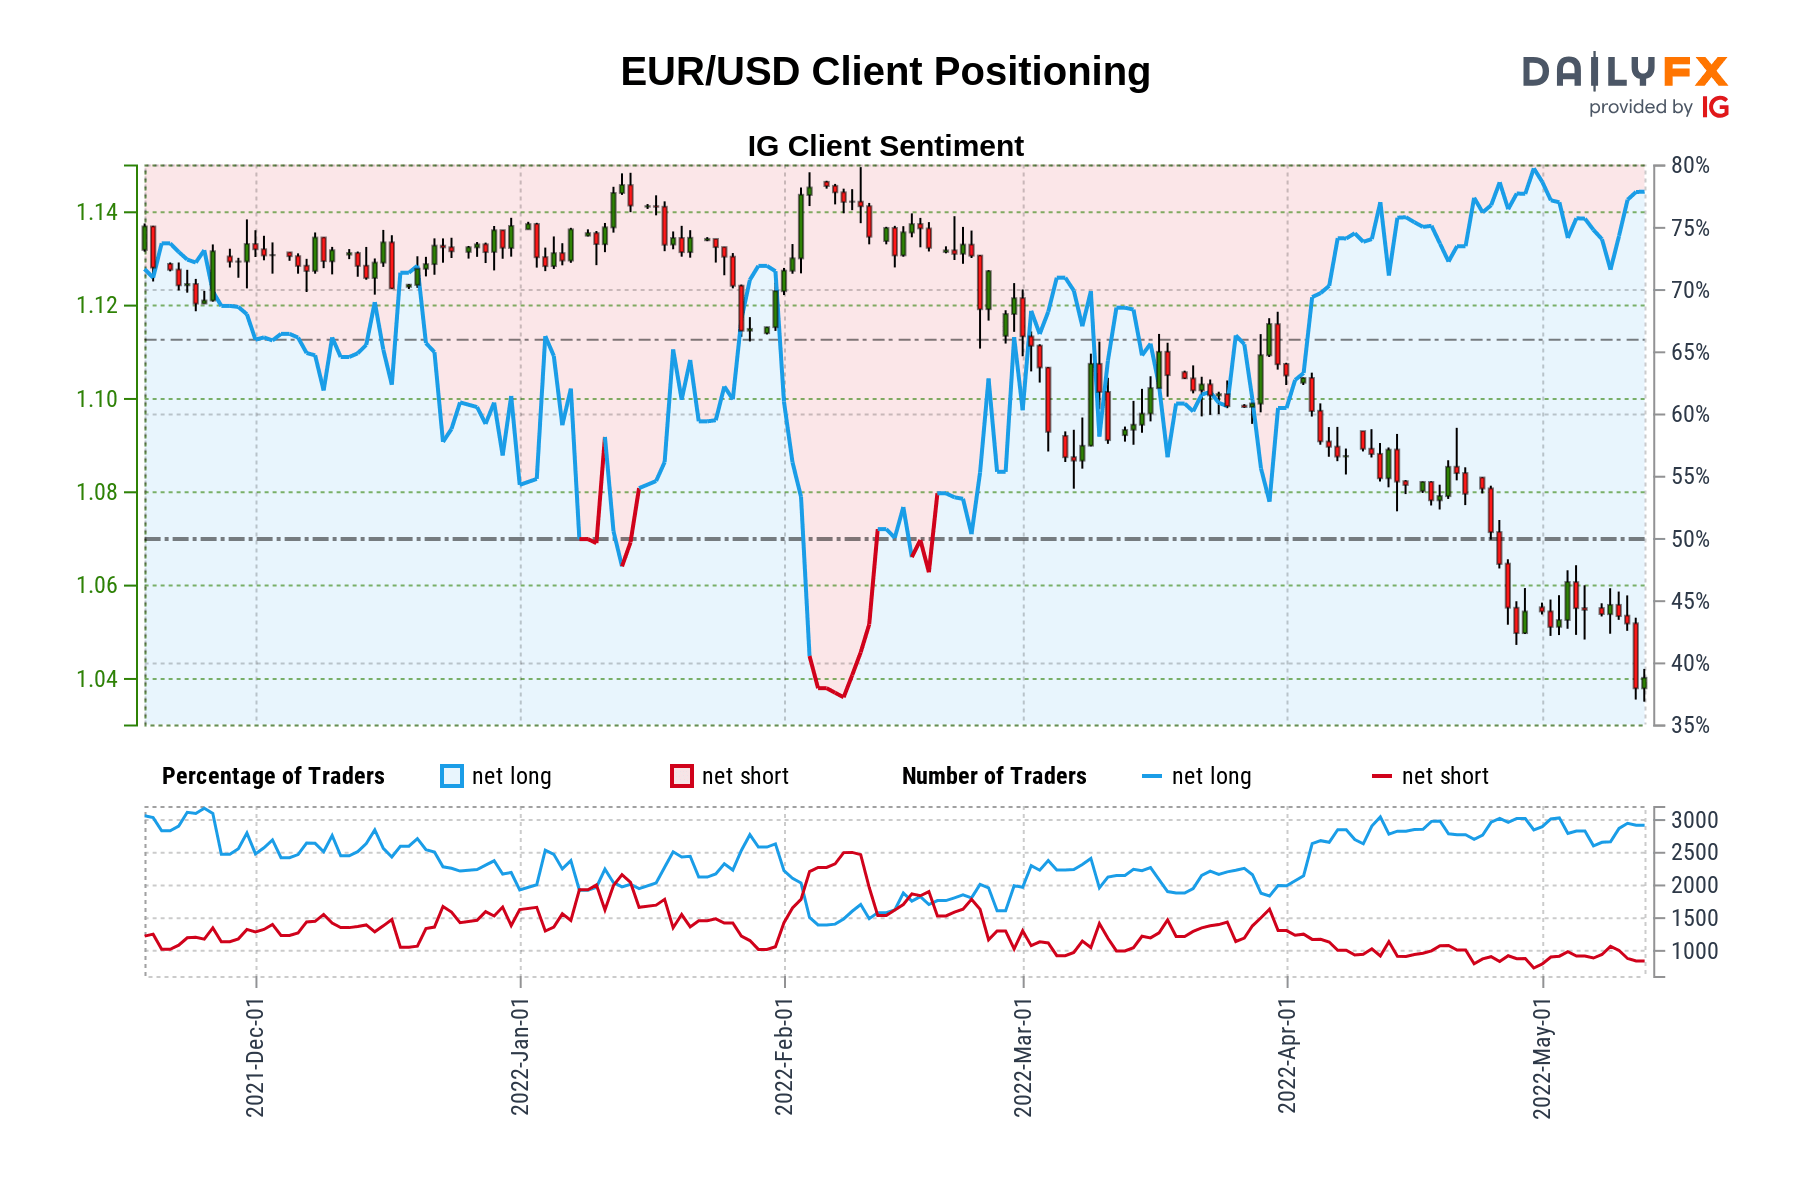 EUR/USD Client Positioning
DAILYFX
provided by IG
IG Client Sentiment
1.14
1.12
1.10
1.08
1.06
1.04
80%
75%
70%
65%
60%
55%
50%
45%
40%
35%
Percentage of Traders net long net short Number of Traders net long net short
3000
2500
2000
1500
1000
2021-Dec-01
2022-Jan-01
2022-Feb-01
2022-Mar-01
2022-Apr-01
2022-May-01